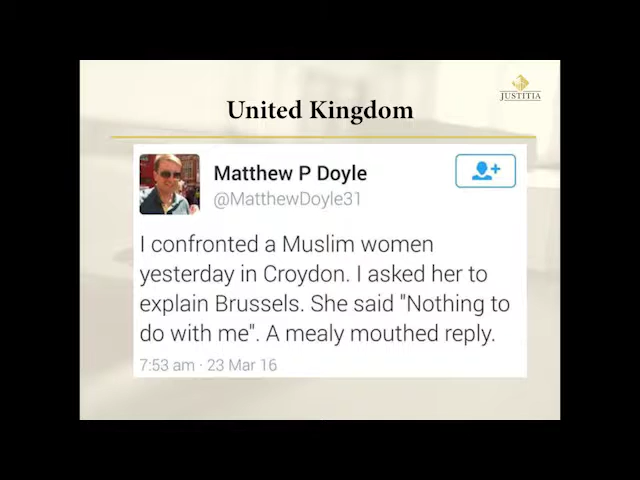 JUSTITIA
United Kingdom
Matthew P Doyle
@MatthewDoyle31
I confronted a Muslim women
yesterday in Croydon. I asked her to
explain Brussels. She said "Nothing to
do with me". A mealy mouthed reply.
7:53 am · 23 Mar 16